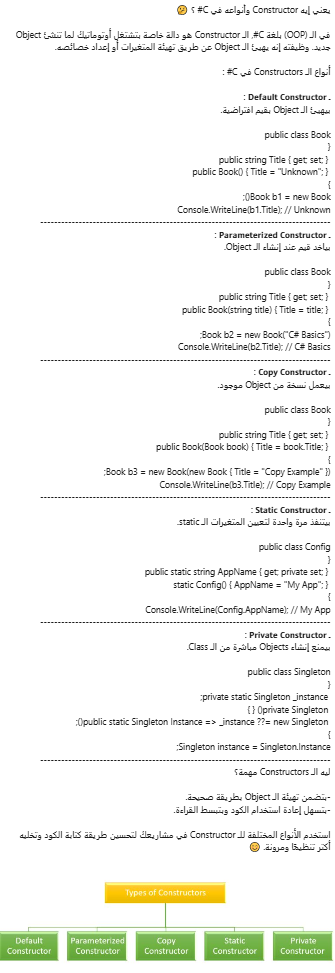 يعني إيه Constructor وأنواعه في C# ؟ 🤔
في الـ (OOP) بلغة C#, الـ Constructor هو دالة خاصة بتشتغل أوتوماتيكًا لما تنشئ Object
جديد. وظيفته إنه يهيئ الـ Object عن طريق تهيئة المتغيرات أو إعداد خصائصه.
أنواع الـ Constructors في C# :
ـ Default Constructor :
بيهيئ الـ Object بقيم افتراضية.
public class Book
{
public string Title { get; set; }
public Book() { Title = "Unknown"; }
}
Book b1 = new Book();
Console.WriteLine(b1.Title); // Unknown
------------------------------------------------------------
ـ Parameterized Constructor :
بياخد قيم عند إنشاء الـ Object.
public class Book
{
public string Title { get; set; }
public Book(string title) { Title = title; }
}
Book b2 = new Book("C# Basics");
Console.WriteLine(b2.Title); // C# Basics
------------------------------------------------------------
ـ Copy Constructor :
بيعمل نسخة من Object موجود.
public class Book
{
public string Title { get; set; }
public Book(Book book) { Title = book.Title; }
}
Book b3 = new Book(new Book { Title = "Copy Example" });
Console.WriteLine(b3.Title); // Copy Example
------------------------------------------------------------
ـ Static Constructor :
بيتنفذ مرة واحدة لتعيين المتغيرات الـ static.
public class Config
{
public static string AppName { get; private set; }
static Config() { AppName = "My App"; }
}
Console.WriteLine(Config.AppName); // My App
------------------------------------------------------------
ـ Private Constructor :
بيمنع إنشاء Objects مباشرة من الـ Class.
public class Singleton
{
private static Singleton _instance;
private Singleton() { }
public static Singleton Instance => _instance ??= new Singleton();
}
Singleton instance = Singleton.Instance;
------------------------------------------------------------
ليه الـ Constructors مهمة؟
-بتضمن تهيئة الـ Object بطريقة صحيحة.
-بتسهل إعادة استخدام الكود وبتبسط القراءة.
استخدم الأنواع المختلفة للـ Constructor في مشاريعك لتحسين طريقة كتابة الكود وتخليه
أكثر تنظيمًا ومرونة. 😊
Types of Constructors
Default Constructor
Parameterized Constructor
Copy Constructor
Static Constructor
Private Constructor